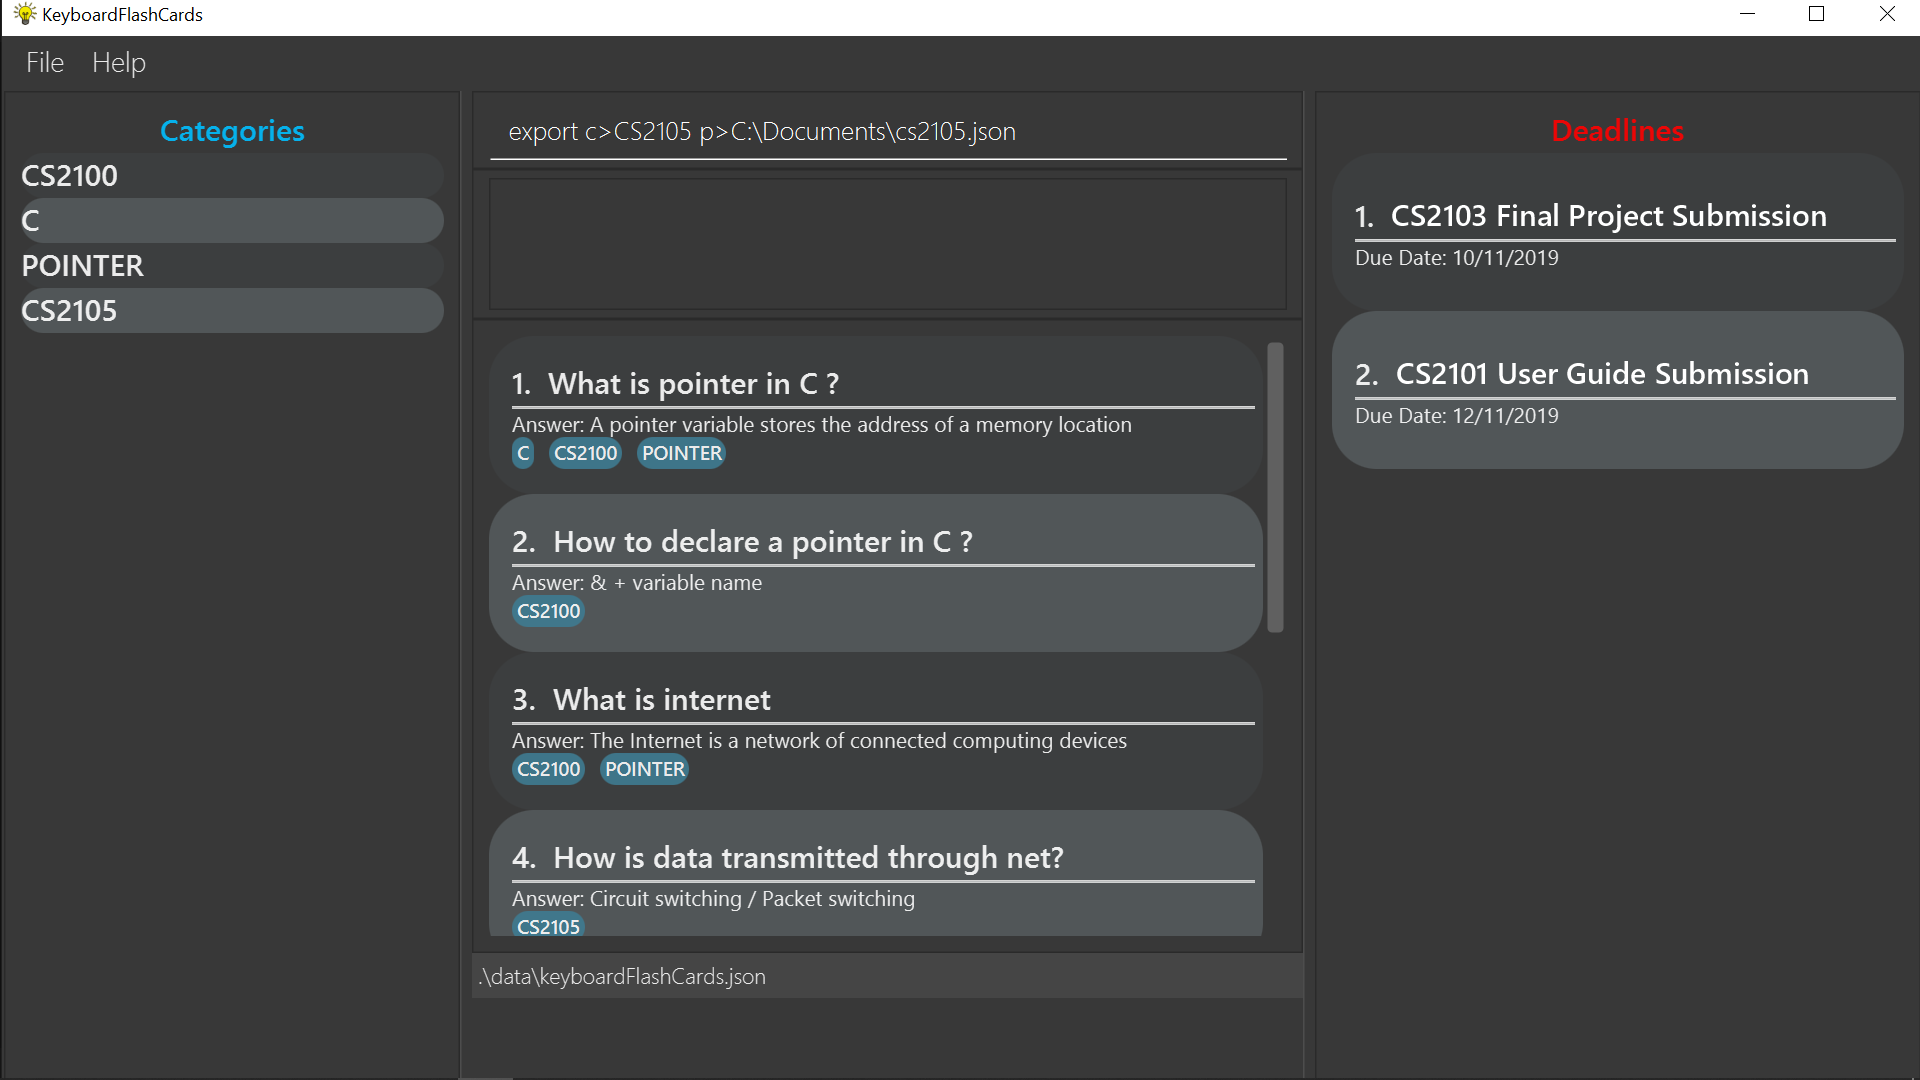 KeyboardFlashCards
File Help
Categories
CS2100
C
POINTER
CS2105
export c>CS2105 p>C:\Documents\cs2105.json
1. What is pointer in C ?
Answer: A pointer variable stores the address of a memory location
C CS2100 POINTER
2. How to declare a pointer in C ?
Answer: & + variable name
CS2100
3. What is internet
Answer: The Internet is a network of connected computing devices
CS2100 POINTER
4. How is data transmitted through net?
Answer: Circuit switching / Packet switching
CS2105
.\data\keyboardFlashCards.json
Deadlines
1. CS2103 Final Project Submission
Due Date: 10/11/2019
2. CS2101 User Guide Submission
Due Date: 12/11/2019